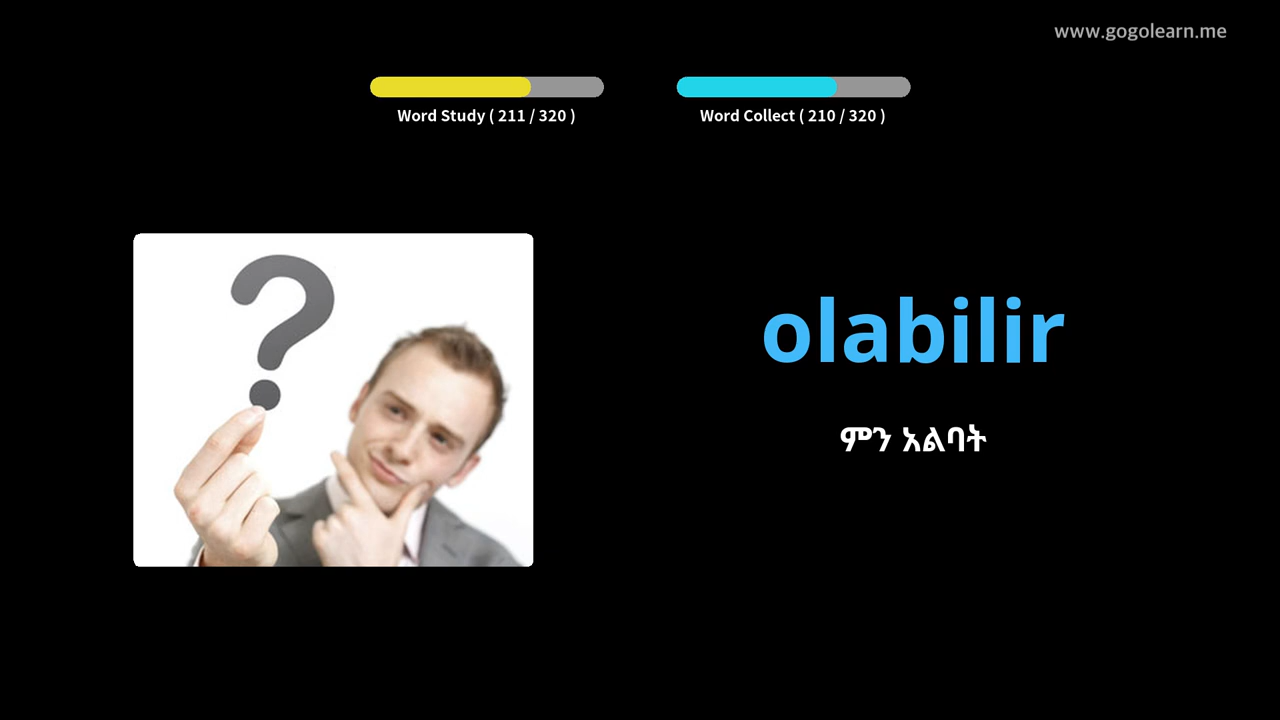 www.gogolearn.me
Word Study ( 211 / 320 )
Word Collect ( 210 / 320 )
?
olabilir
ምን አልባት